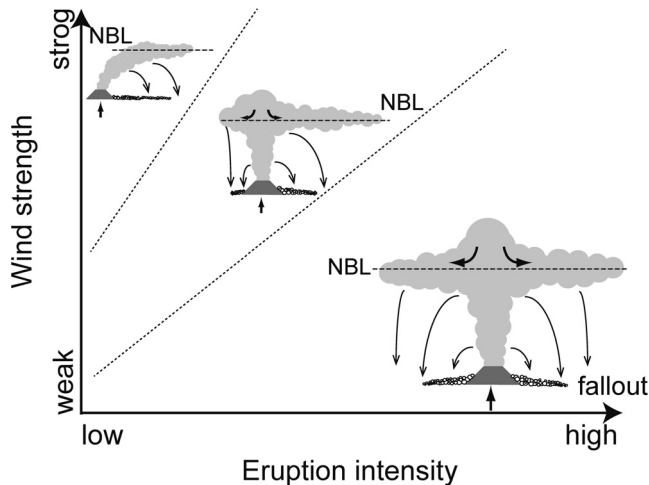 strog
NBL
NBL
Wind strength
NBL
weak
fallout
low
high
Eruption intensity